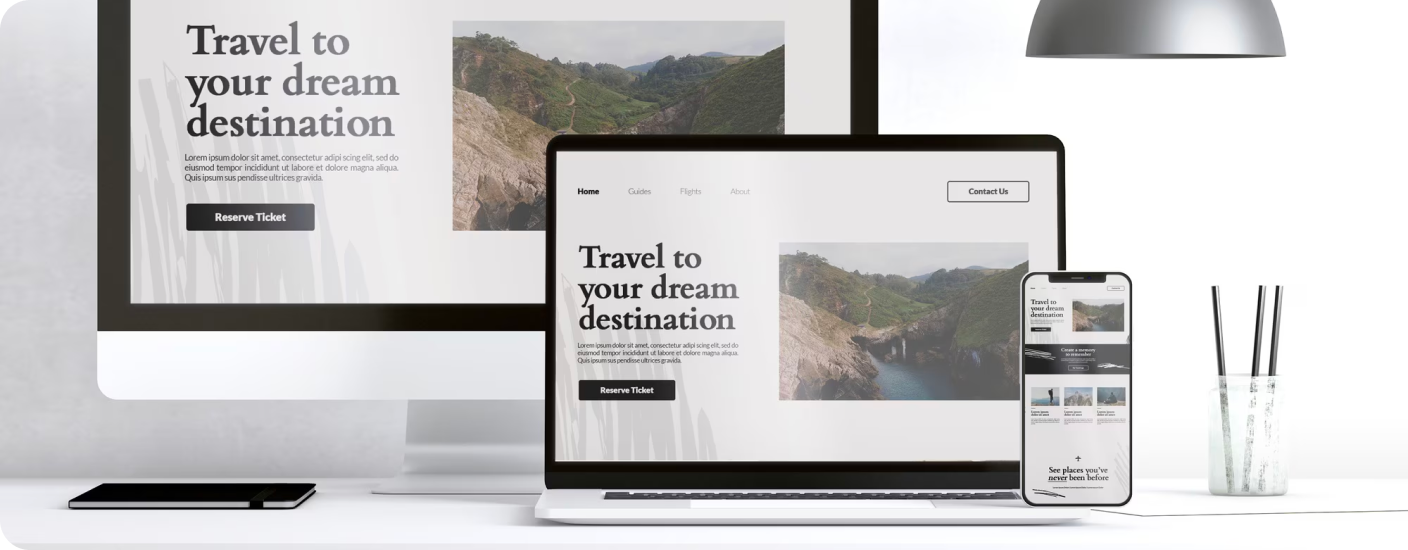 Travel to
your dream
destination
Lorem ipsum dolor sit amet, consectetur adipi scing elit, sed do
eiusmod tempor incididunt ut labore et dolore magna aliqua.
Quis ipsum sus pendisse ultrices gravida.
Reserve Ticket
Home Guides Flights About Contact Us
Travel to
your dream
destination
Lorem ipsum dolor sit amet, consectetur adipi scing elit, sed do
eiusmod tempor incididunt ut labore et dolore magna aliqua.
Quis ipsum sus pendisse ultrices gravida.
Reserve Ticket
Travel to
your dream
destination
Create a memory
to remember
See places you've
never been before